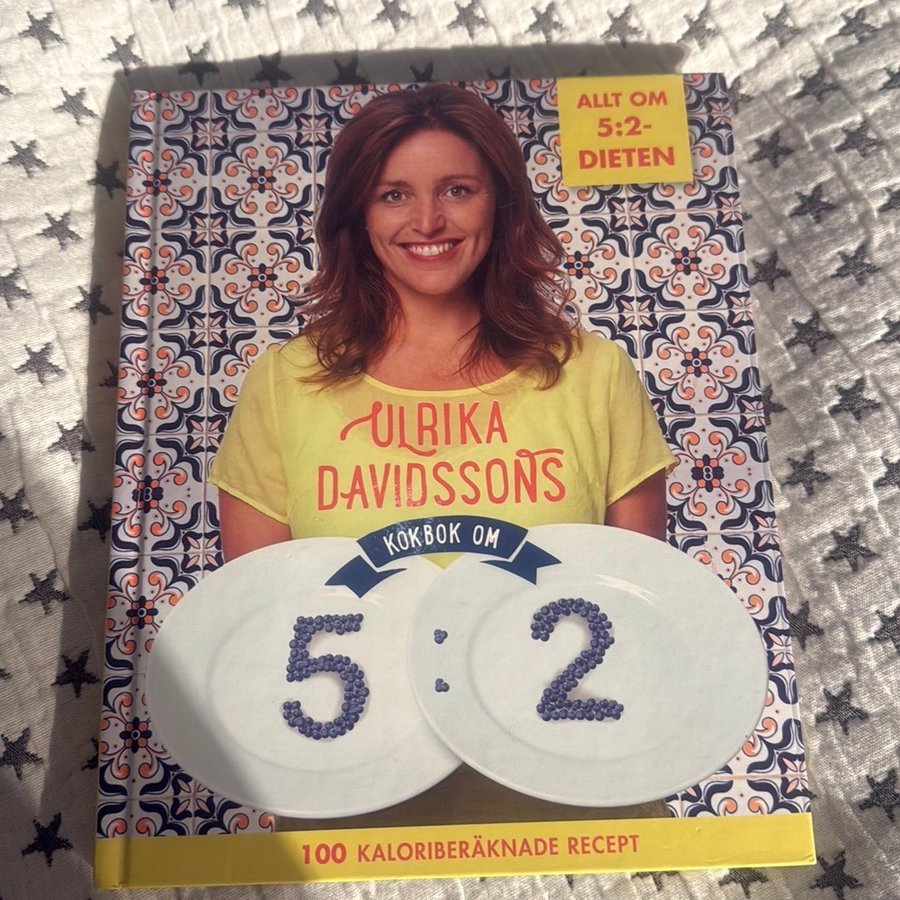 ALLT OM
5:2-
DIETEN
ULRIKA
DAVIDSSONS
KOKBOK OM
5:2
100 KALORIBERÄKNADE RECEPT